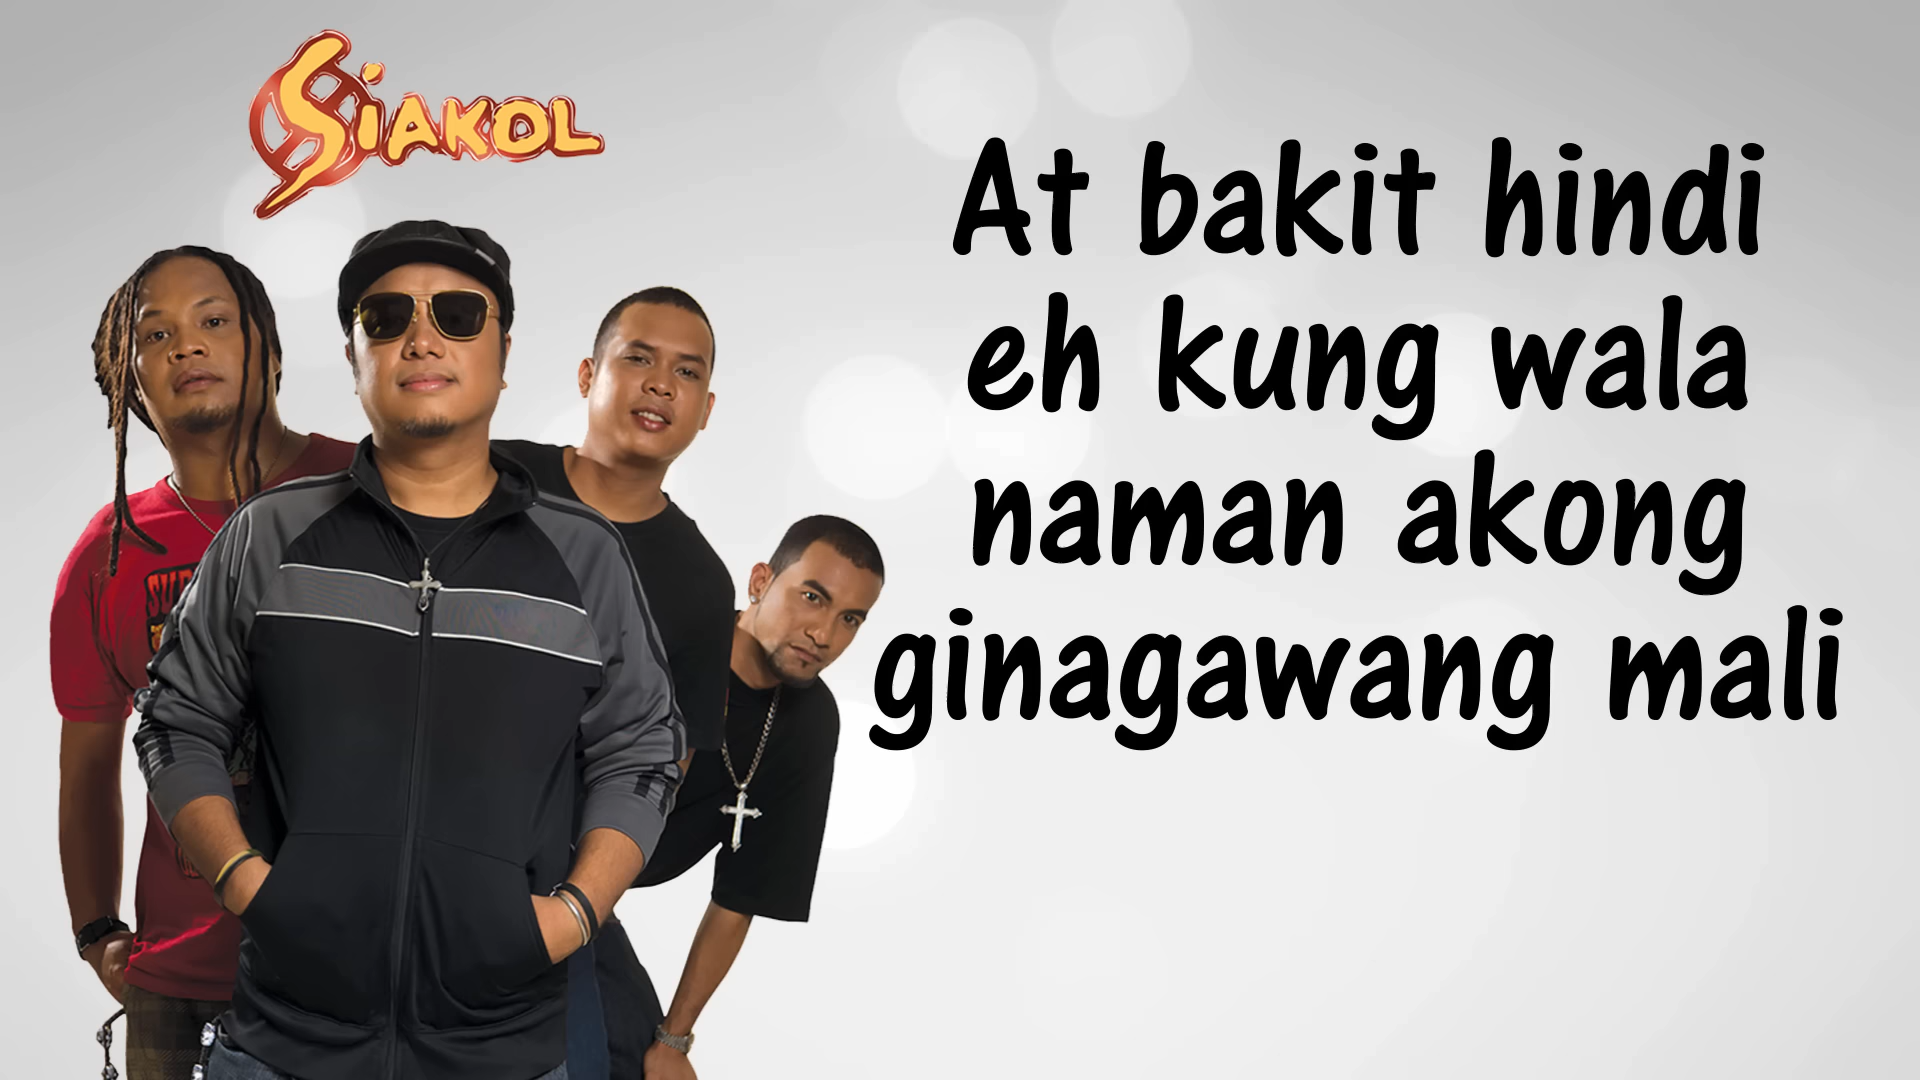 SIAKOL
At bakit hindi
eh kung wala
naman akong
ginagawang mali